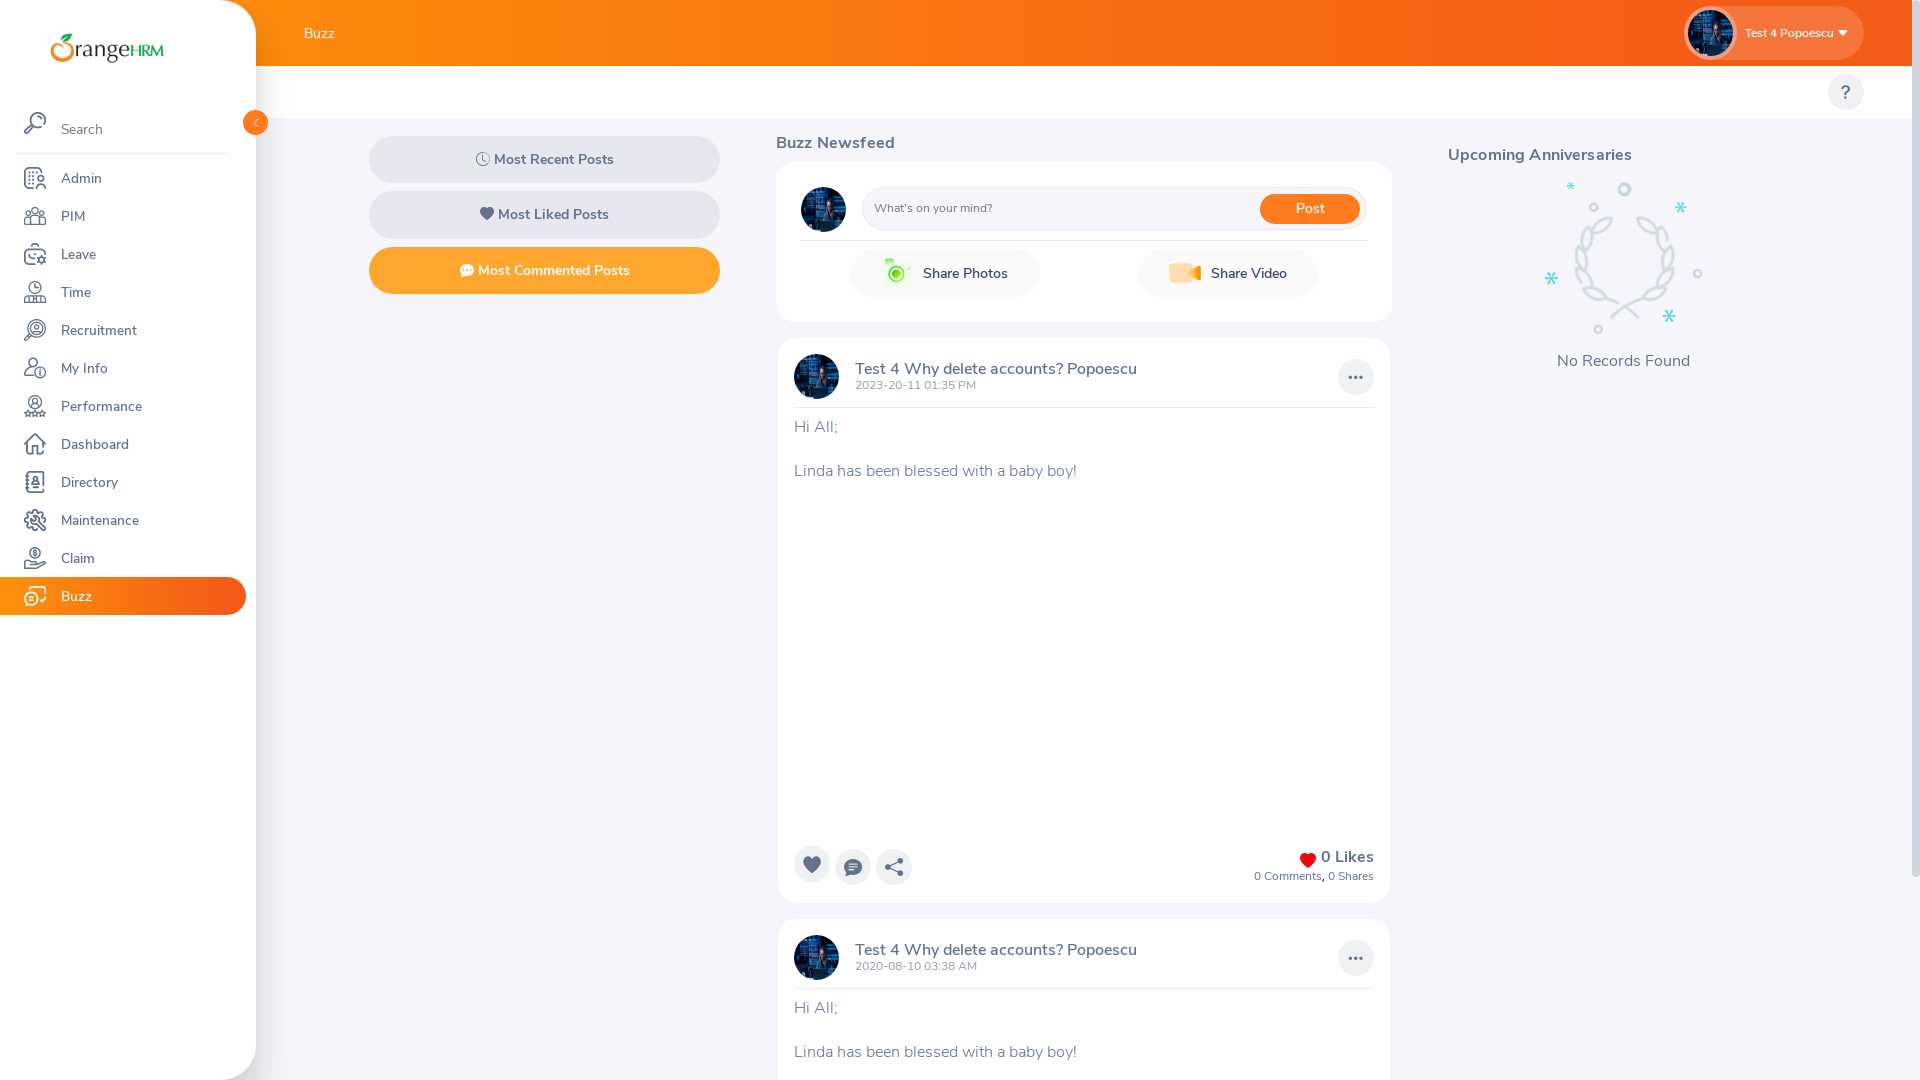 OrangeHRM
Search
Admin
PIM
Leave
Time
Recruitment
My Info
Performance
Dashboard
Directory
Maintenance
Claim
Buzz
Buzz
Test 4 Popoescu
?
Most Recent Posts
Most Liked Posts
Most Commented Posts
Buzz Newsfeed
What's on your mind?
Post
Share Photos
Share Video
Test 4 Why delete accounts? Popoescu
2023-20-11 01:35 PM
Hi All;
Linda has been blessed with a baby boy!
0 Likes
0 Comments, 0 Shares
Test 4 Why delete accounts? Popoescu
2020-08-10 03:38 AM
Hi All;
Linda has been blessed with a baby boy!
Upcoming Anniversaries
No Records Found